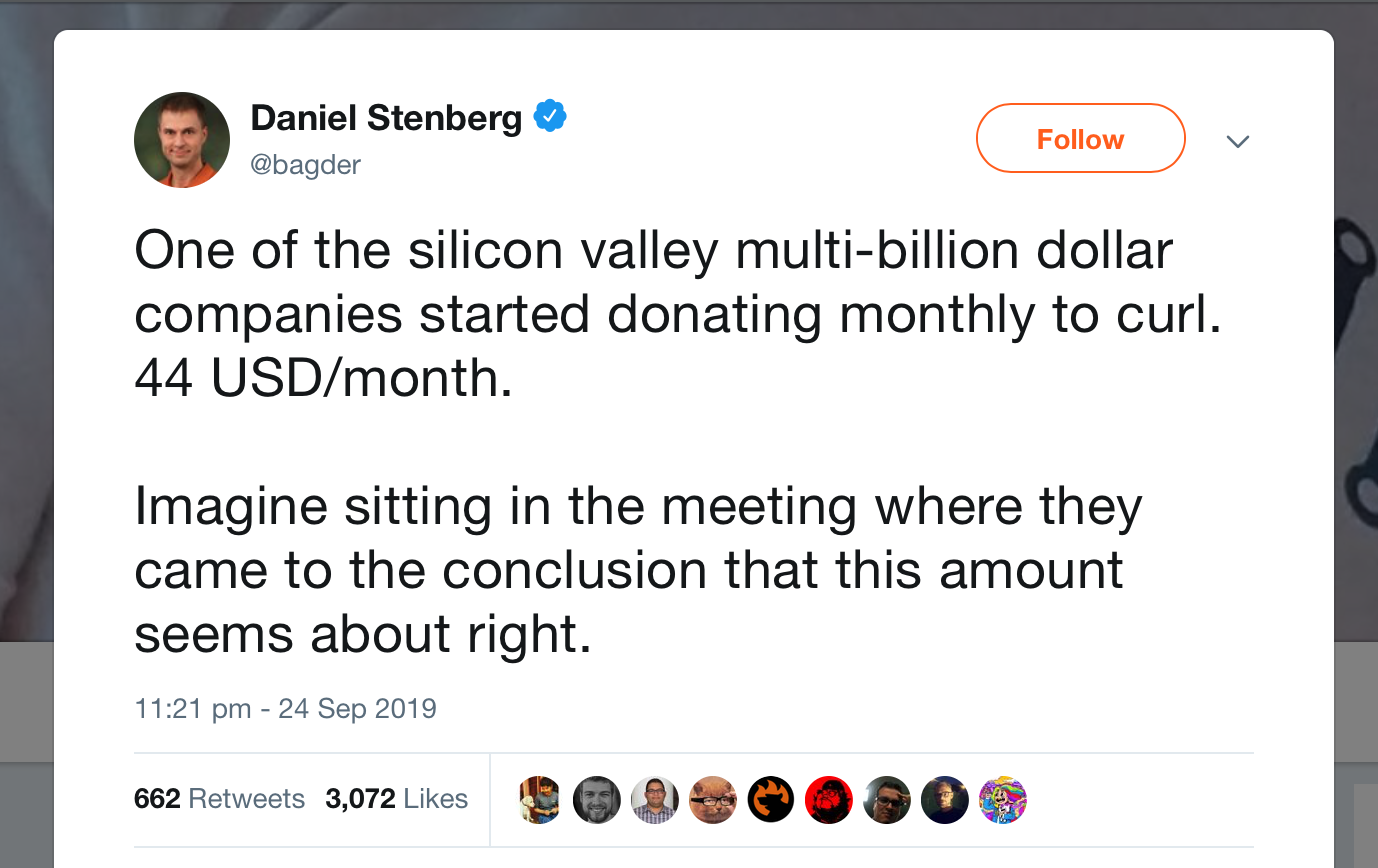 Daniel Stenberg
@bagder
Follow
One of the silicon valley multi-billion dollar
companies started donating monthly to curl.
44 USD/month.
Imagine sitting in the meeting where they
came to the conclusion that this amount
seems about right.
11:21 pm - 24 Sep 2019
662 Retweets 3,072 Likes